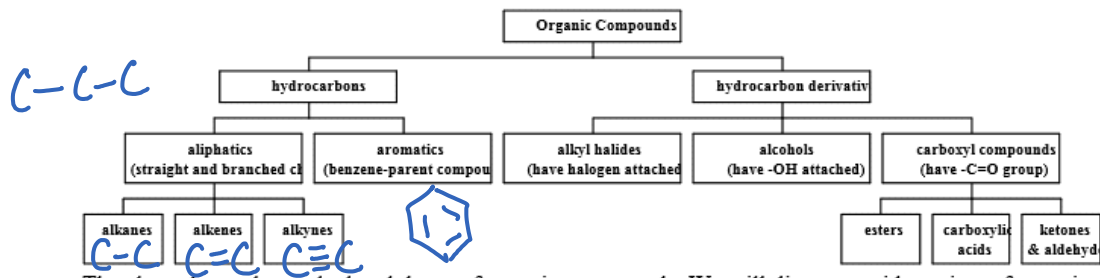 Organic Compounds
C-C-C
hydrocarbons
hydrocarbon derivativ
aliphatics
(straight and branched ch
aromatics
(benzene-parent compou
alkyl halides
(have halogen attached
alcohols
(have -OH attached)
carboxyl compounds
(have -C=O group)
alkanes
C-C
alkenes
C=C
alkynes
C≡C
esters
carboxylic
acids
ketones
& aldehyd